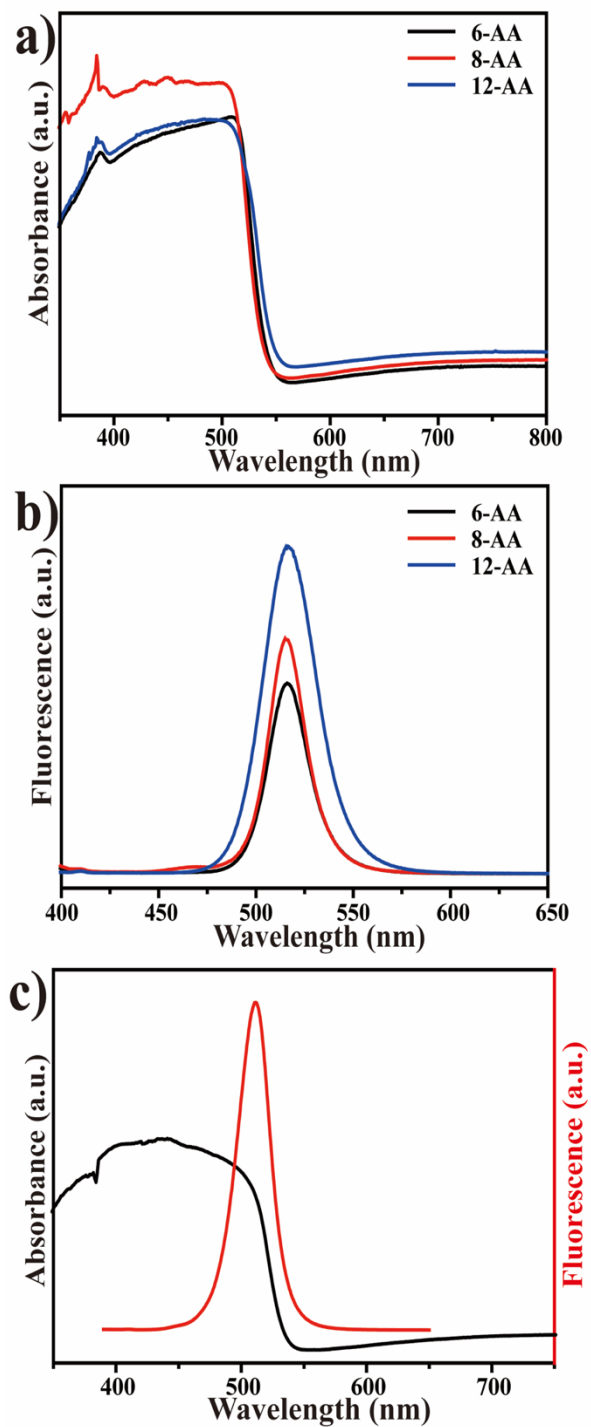 a)
6-AA
8-AA
12-AA
Absorbance (a.u.)
400 500 600 700 800
Wavelength (nm)
b)
6-AA
8-AA
12-AA
Fluorescence (a.u.)
400 450 500 550 600 650
Wavelength (nm)
c)
Absorbance (a.u.)
Fluorescence (a.u.)
400 500 600 700
Wavelength (nm)